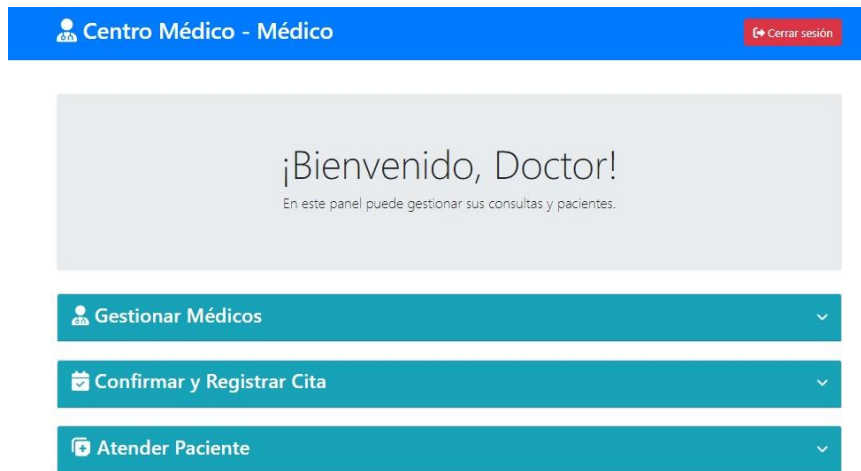 Centro Médico - Médico
Cerrar sesión
¡Bienvenido, Doctor!
En este panel puede gestionar sus consultas y pacientes.
Gestionar Médicos
Confirmar y Registrar Cita
Atender Paciente